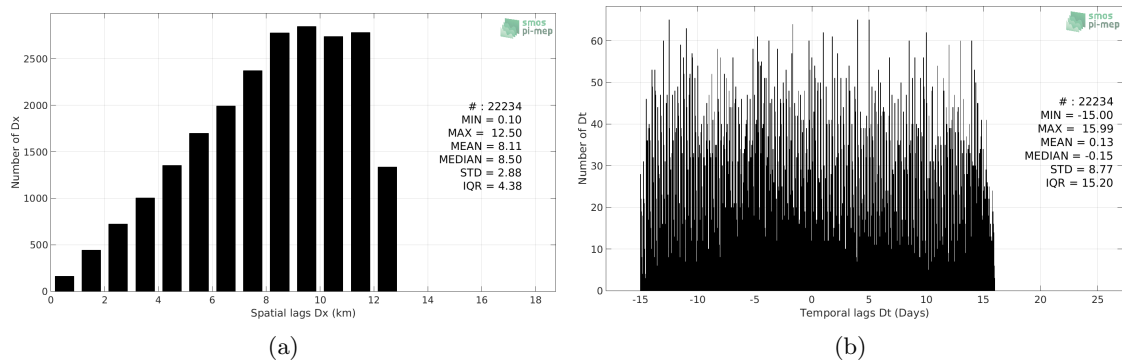 smos
pi-mep
Number of Dx
2500
2000
1500
1000
500
0
# : 22234
MIN = 0.10
MAX = 12.50
MEAN = 8.11
MEDIAN = 8.50
STD = 2.88
IQR = 4.38
0 2 4 6 8 10 12 14 16 18
Spatial lags Dx (km)
(a)
smos
pi-mep
Number of Dt
60
50
40
30
20
10
0
# : 22234
MIN = -15.00
MAX = 15.99
MEAN = 0.13
MEDIAN = -0.15
STD = 8.77
IQR = 15.20
-15 -10 -5 0 5 10 15 20 25
Temporal lags Dt (Days)
(b)